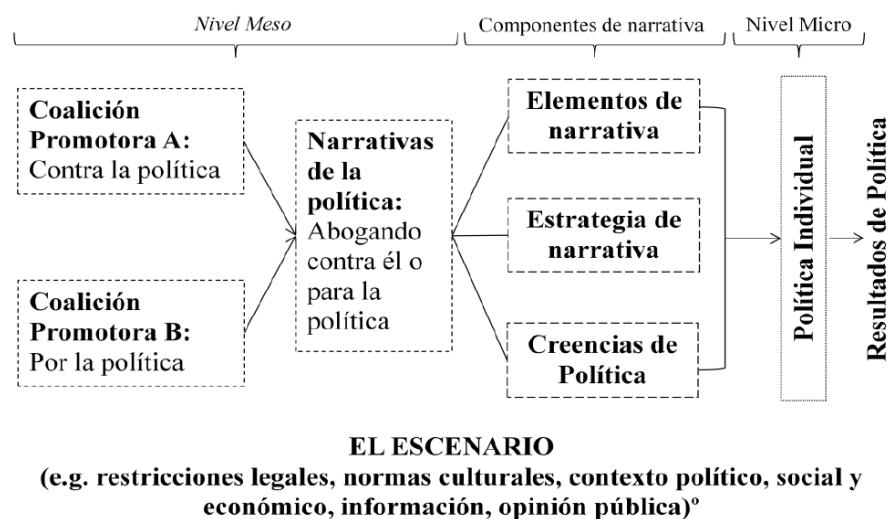 Nivel Meso
Componentes de narrativa
Nivel Micro
Coalición
Promotora A:
Contra la política
Coalición
Promotora B:
Por la política
Narrativas
de la
política:
Abogando
contra él o
para la
política
Elementos de
narrativa
Estrategia de
narrativa
Creencias de
Política
Política Individual
Resultados de Política
EL ESCENARIO
(e.g. restricciones legales, normas culturales, contexto político, social y
económico, información, opinión pública)º